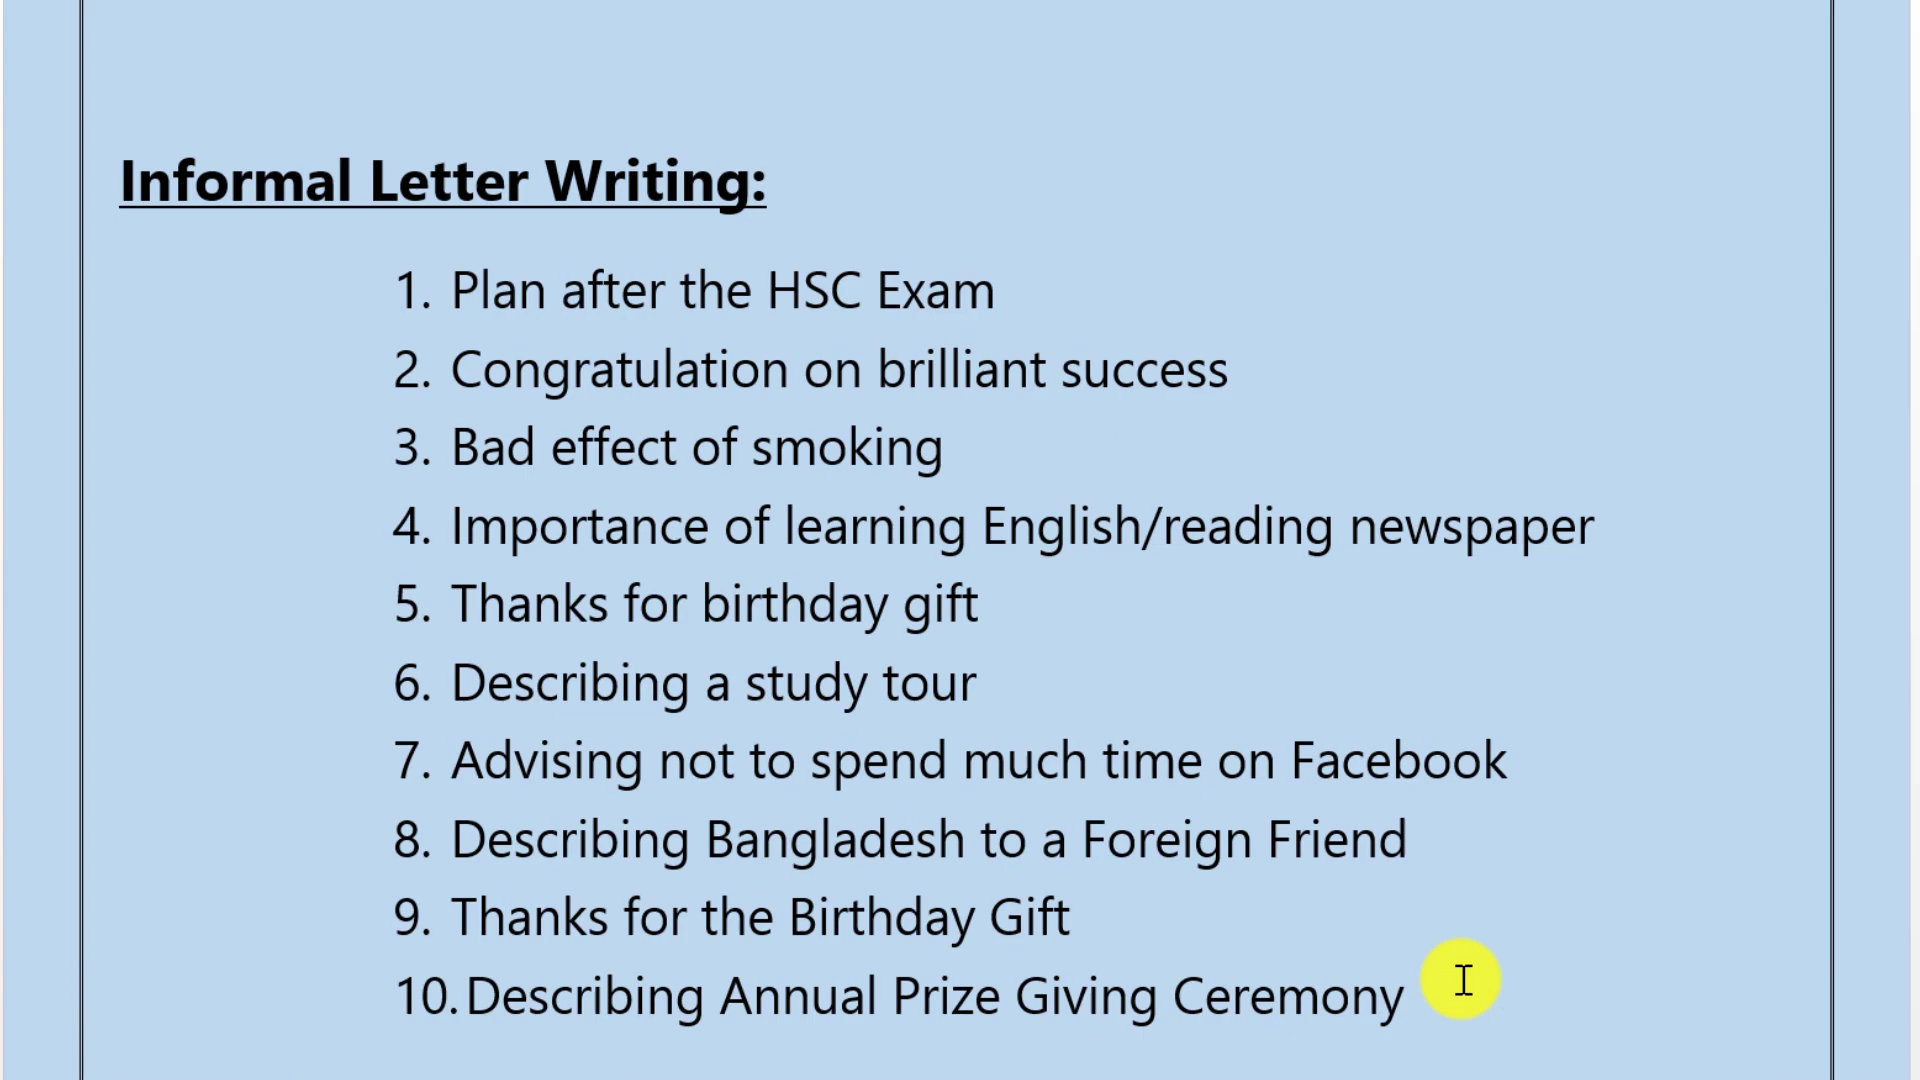 Informal Letter Writing:
1. Plan after the HSC Exam
2. Congratulation on brilliant success
3. Bad effect of smoking
4. Importance of learning English/reading newspaper
5. Thanks for birthday gift
6. Describing a study tour
7. Advising not to spend much time on Facebook
8. Describing Bangladesh to a Foreign Friend
9. Thanks for the Birthday Gift
10. Describing Annual Prize Giving Ceremony